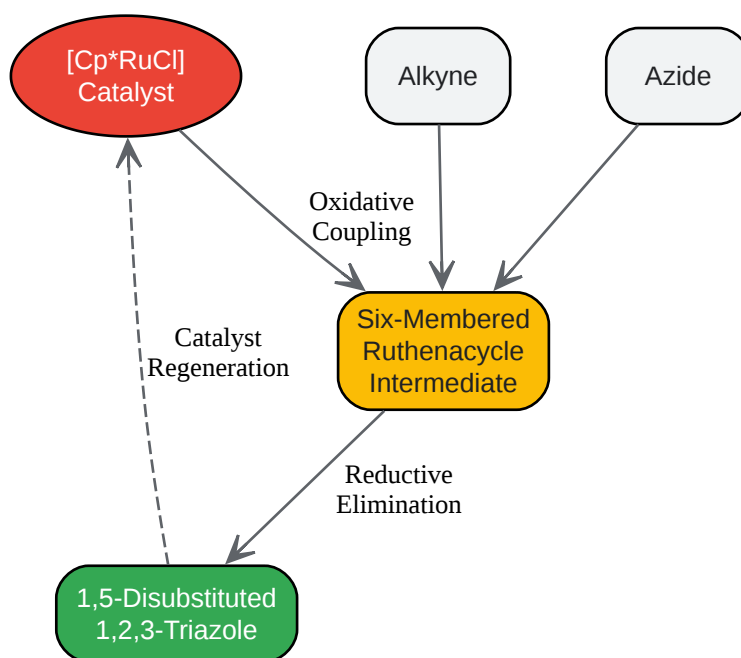 [Cp*RuCl]
Catalyst
Alkyne
Azide
Oxidative
Coupling
Six-Membered
Ruthenacycle
Intermediate
Catalyst
Regeneration
Reductive
Elimination
1,5-Disubstituted
1,2,3-Triazole